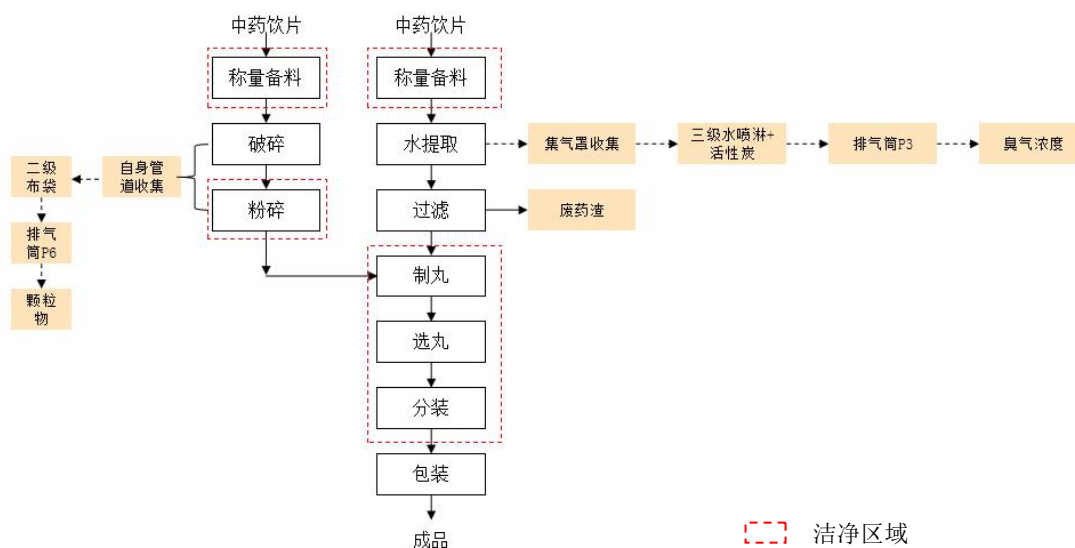 中药饮片
中药饮片
称量备料
称量备料
破碎
水提取
集气罩收集
三级水喷淋+
活性炭
排气筒P3
臭气浓度
二级
布袋
自身管
道收集
粉碎
过滤
废药渣
排气
筒P6
制丸
颗粒
物
选丸
分装
包装
成品
洁净区域